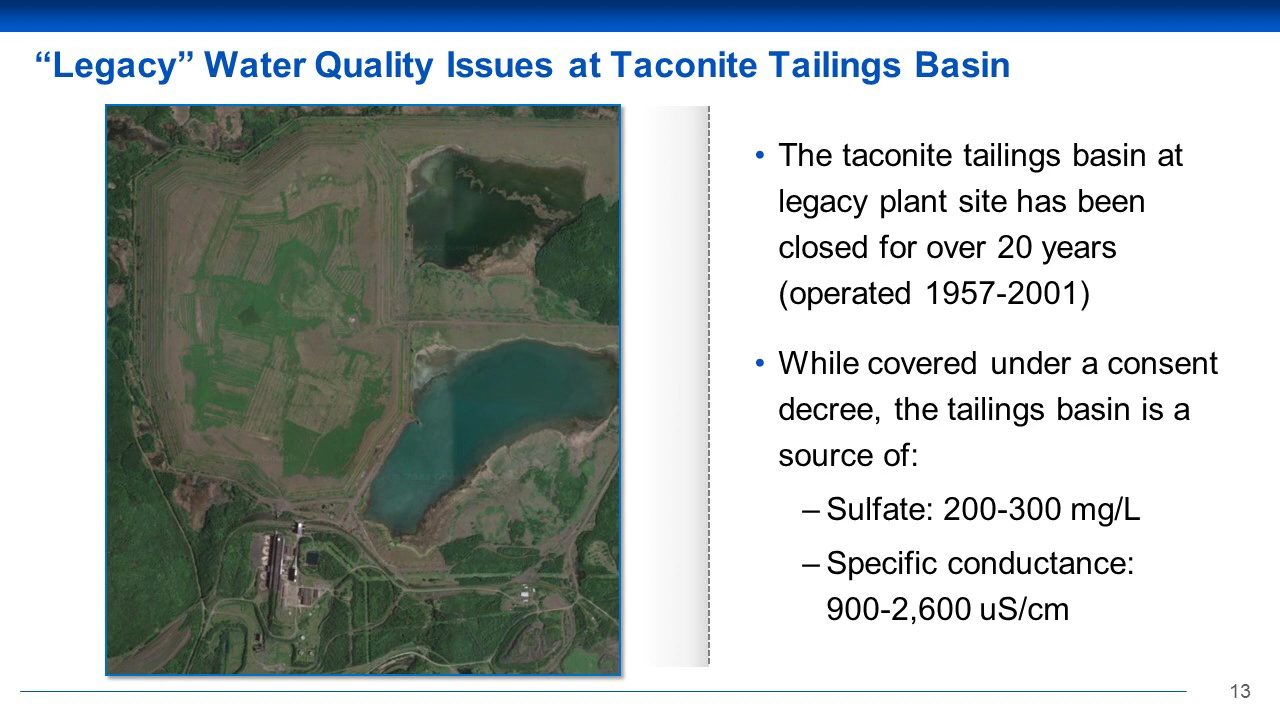 “Legacy” Water Quality Issues at Taconite Tailings Basin
• The taconite tailings basin at
legacy plant site has been
closed for over 20 years
(operated 1957-2001)
• While covered under a consent
decree, the tailings basin is a
source of:
– Sulfate: 200-300 mg/L
– Specific conductance:
900-2,600 uS/cm
13